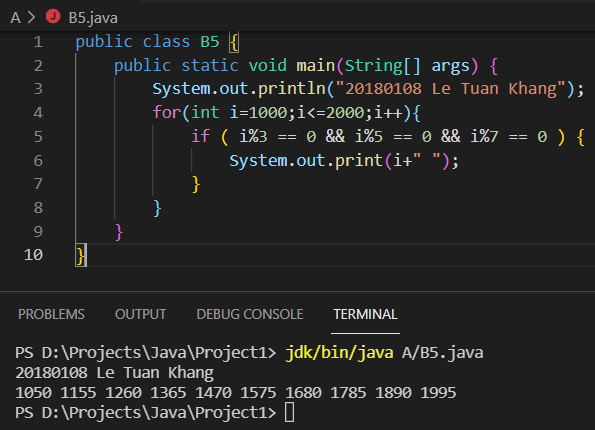 A > J B5.java
1 public class B5 {
2     public static void main(String[] args) {
3         System.out.println("20180108 Le Tuan Khang");
4         for(int i=1000;i<=2000;i++){
5             if ( i%3 == 0 && i%5 == 0 && i%7 == 0 ) {
6                 System.out.print(i+" ");
7             }
8         }
9     }
10 }
PROBLEMS OUTPUT DEBUG CONSOLE TERMINAL
PS D:\Projects\Java\Project1> jdk/bin/java A/B5.java
20180108 Le Tuan Khang
1050 1155 1260 1365 1470 1575 1680 1785 1890 1995
PS D:\Projects\Java\Project1>